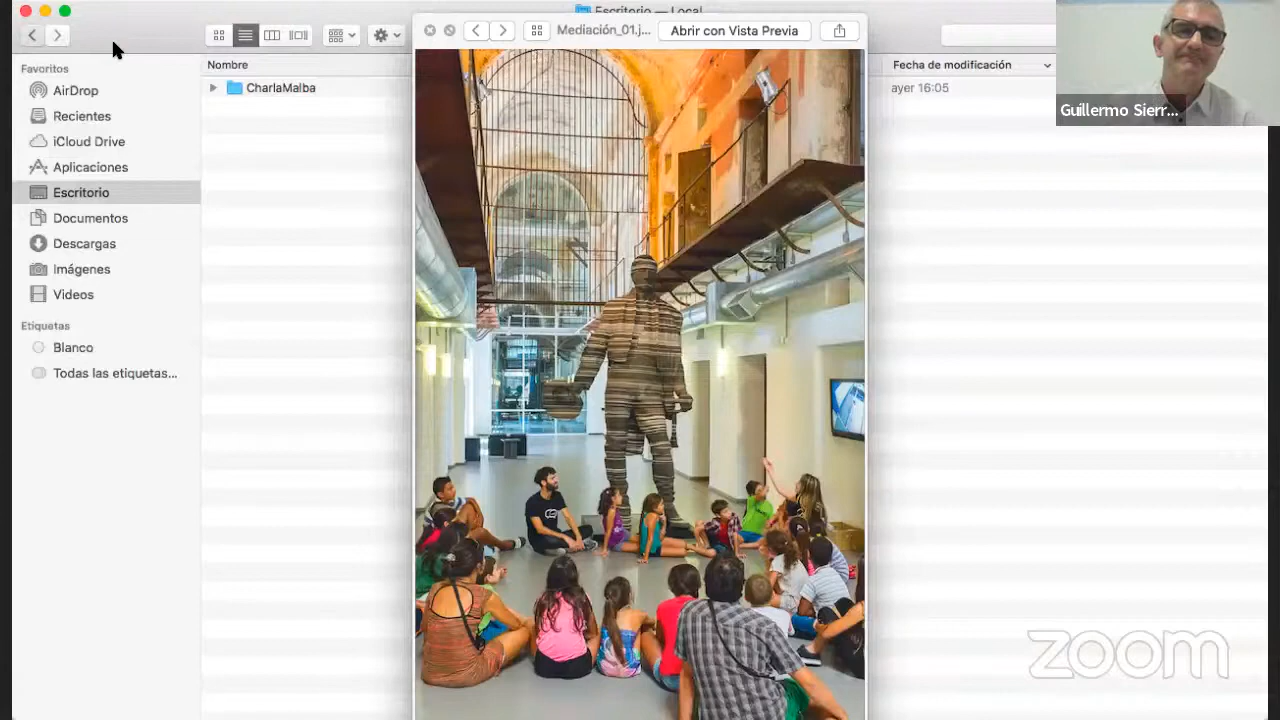 Escritorio — Local
Mediación_01.j...
Abrir con Vista Previa
Favoritos
AirDrop
Recientes
iCloud Drive
Aplicaciones
Escritorio
Documentos
Descargas
Imágenes
Videos
Etiquetas
Blanco
Todas las etiquetas...
Nombre
CharlaMalba
Fecha de modificación
ayer 16:05
Guillermo Sierr...
zoom